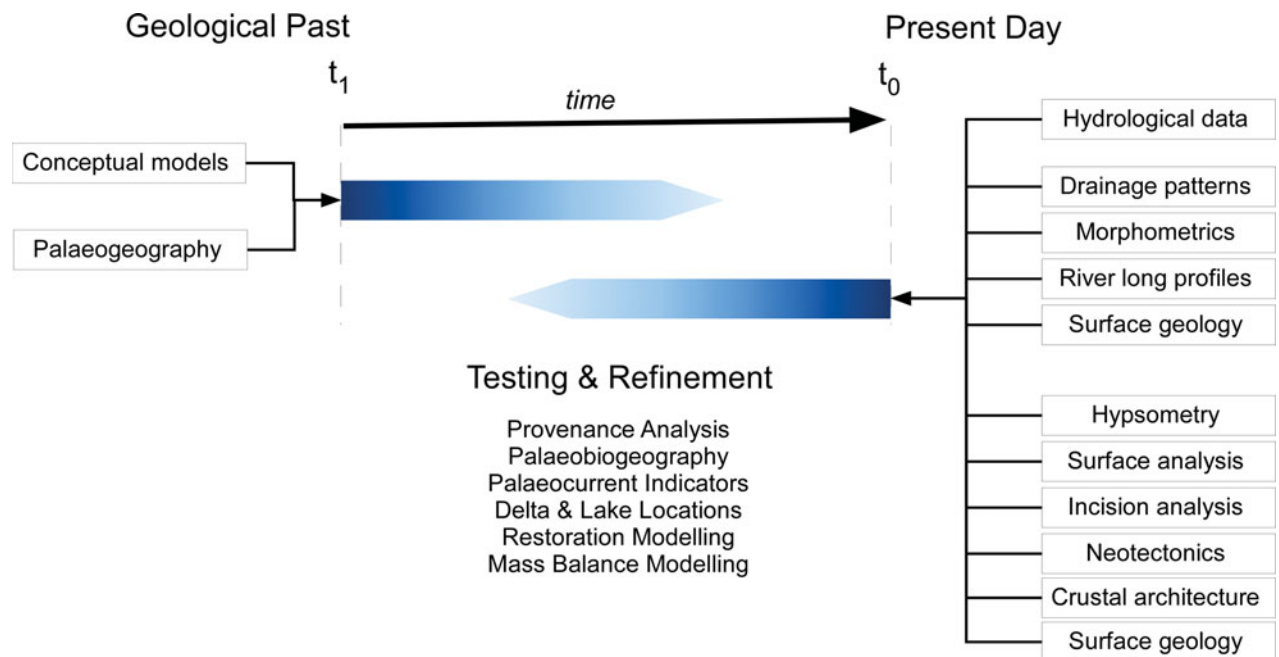 Geological Past
Present Day
t1
t0
time
Conceptual models
Palaeogeography
Hydrological data
Drainage patterns
Morphometrics
River long profiles
Surface geology
Hypsometry
Surface analysis
Incision analysis
Neotectonics
Crustal architecture
Surface geology
Testing & Refinement
Provenance Analysis
Palaeobiogeography
Palaeocurrent Indicators
Delta & Lake Locations
Restoration Modelling
Mass Balance Modelling